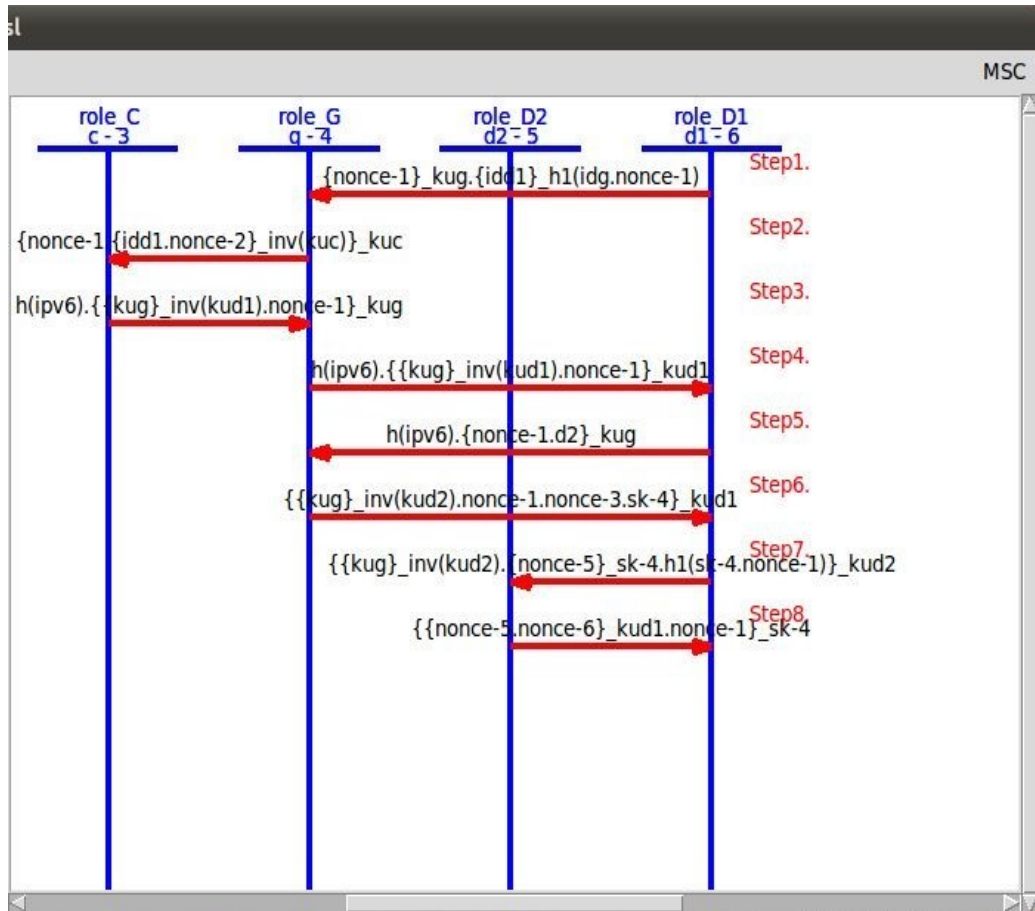 sl
MSC
role_C role_G role_D2 role_D1
c - 3 g - 4 d2 - 5 d1 - 6
Step1.
{nonce-1}_kug.{idd1}_h1(idg.nonce-1)
Step2.
{nonce-1.{idd1.nonce-2}_inv(kuc)}_kuc
Step3.
h(ipv6).{{kug}_inv(kud1).nonce-1}_kug
Step4.
h(ipv6).{{kug}_inv(kud1).nonce-1}_kud1
Step5.
h(ipv6).{nonce-1.d2}_kug
Step6.
{{kug}_inv(kud2).nonce-1.nonce-3.sk-4}_kud1
Step7.
{{kug}_inv(kud2).{nonce-5}_sk-4.h1(sk-4.nonce-1)}_kud2
Step8.
{{nonce-5.nonce-6}_kud1.nonce-1}_sk-4